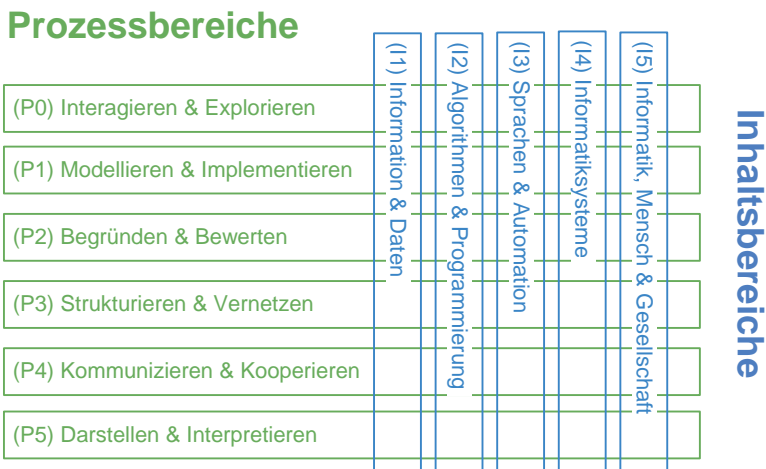 Prozessbereiche
(P0) Interagieren & Explorieren
(P1) Modellieren & Implementieren
(P2) Begründen & Bewerten
(P3) Strukturieren & Vernetzen
(P4) Kommunizieren & Kooperieren
(P5) Darstellen & Interpretieren
(I1) Information & Daten
(I2) Algorithmen & Programmierung
(I3) Sprachen & Automation
(I4) Informatiksysteme
(I5) Informatik, Mensch & Gesellschaft
Inhaltsbereiche